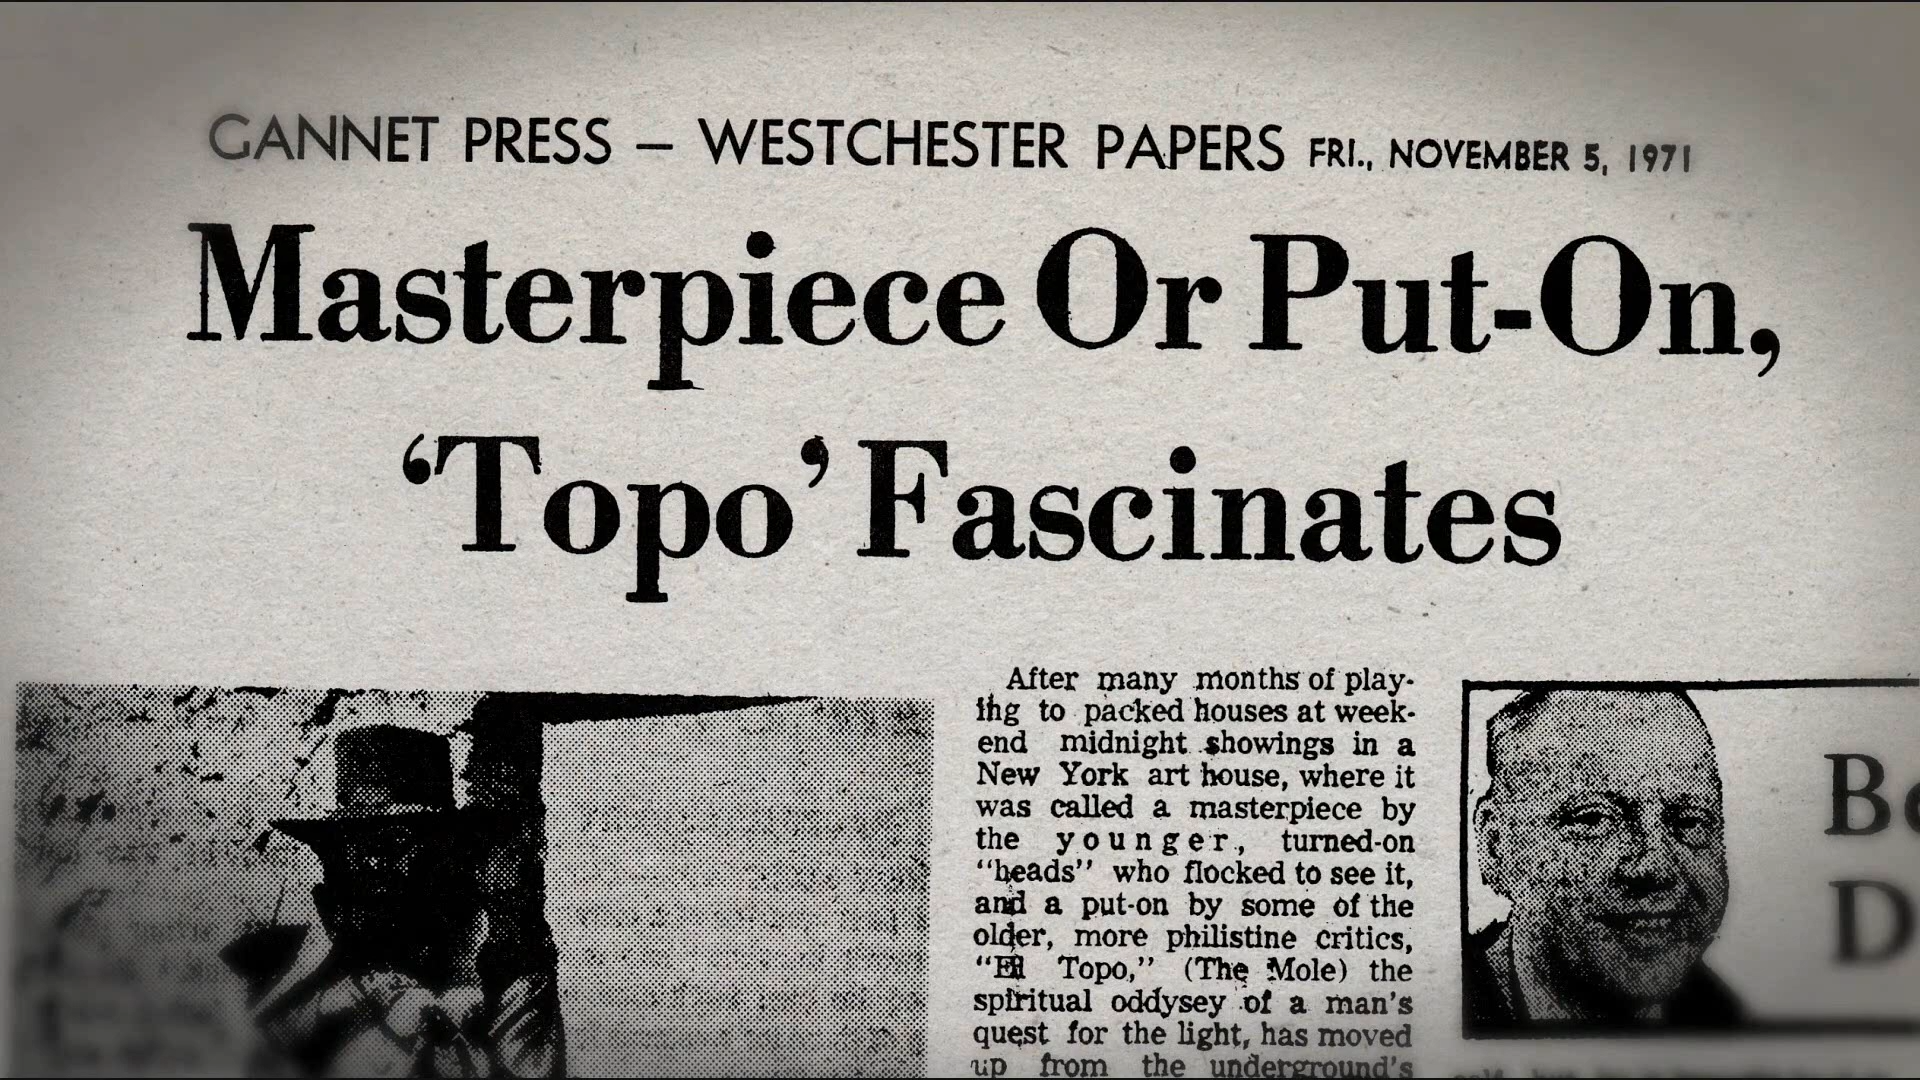 GANNET PRESS – WESTCHESTER PAPERS FRI., NOVEMBER 5, 1971
Masterpiece Or Put-On,
‘Topo’ Fascinates
After many months of play-
ing to packed houses at week-
end midnight showings in a
New York art house, where it
was called a masterpiece by
the younger, turned-on
“heads” who flocked to see it,
and a put-on by some of the
older, more philistine critics,
“El Topo,” (The Mole) the
spiritual oddysey of a man’s
quest for the light, has moved
up from the underground’s